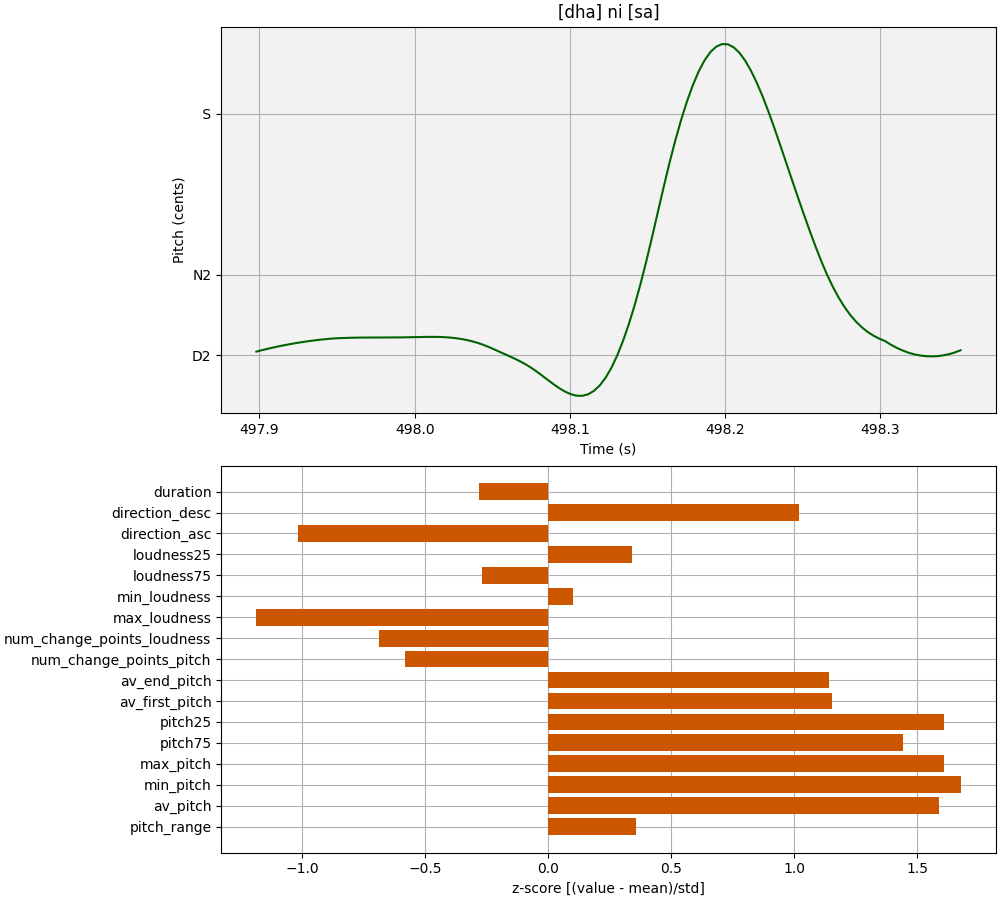 [dha] ni [sa]
S
N2
D2
Pitch (cents)
497.9 498.0 498.1 498.2 498.3
Time (s)
duration
direction_desc
direction_asc
loudness25
loudness75
min_loudness
max_loudness
num_change_points_loudness
num_change_points_pitch
av_end_pitch
av_first_pitch
pitch25
pitch75
max_pitch
min_pitch
av_pitch
pitch_range
−1.0 −0.5 0.0 0.5 1.0 1.5
z-score [(value - mean)/std]